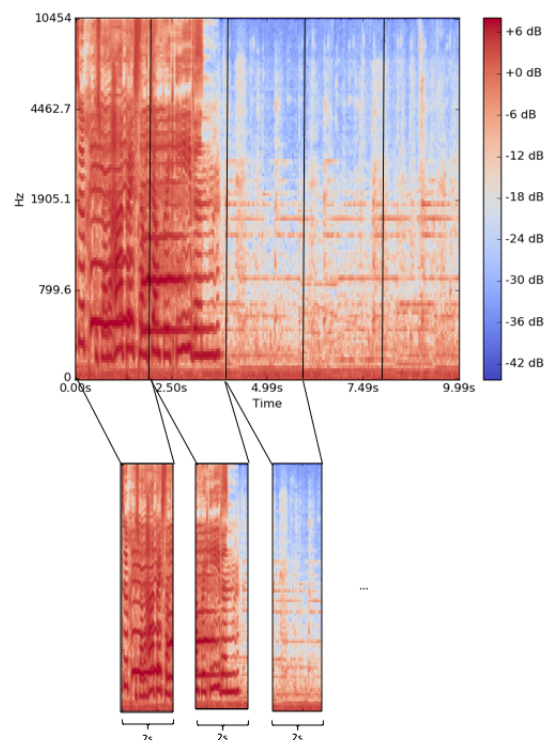 10454
4462.7
1905.1
799.6
0
Hz
0.00s
2.50s
4.99s
7.49s
9.99s
Time
+6 dB
+0 dB
-6 dB
-12 dB
-18 dB
-24 dB
-30 dB
-36 dB
-42 dB
...
2s
2s
2s